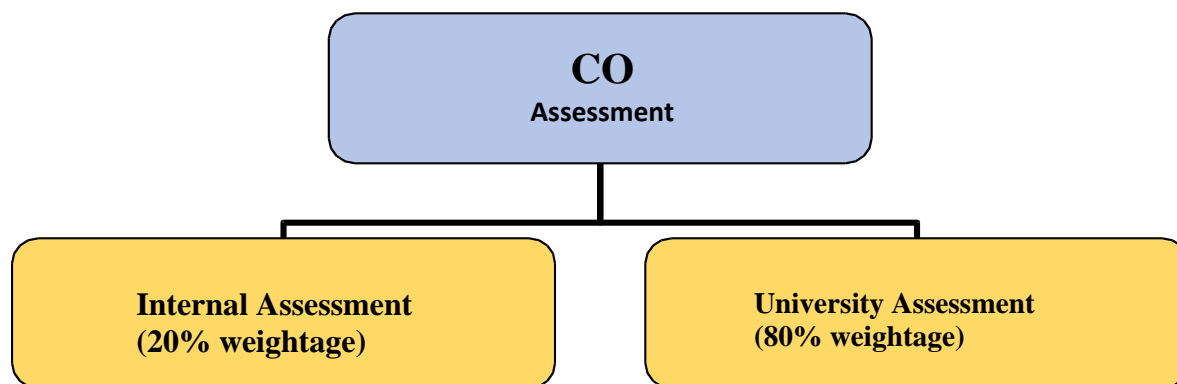 CO
Assessment
Internal Assessment
(20% weightage)
University Assessment
(80% weightage)